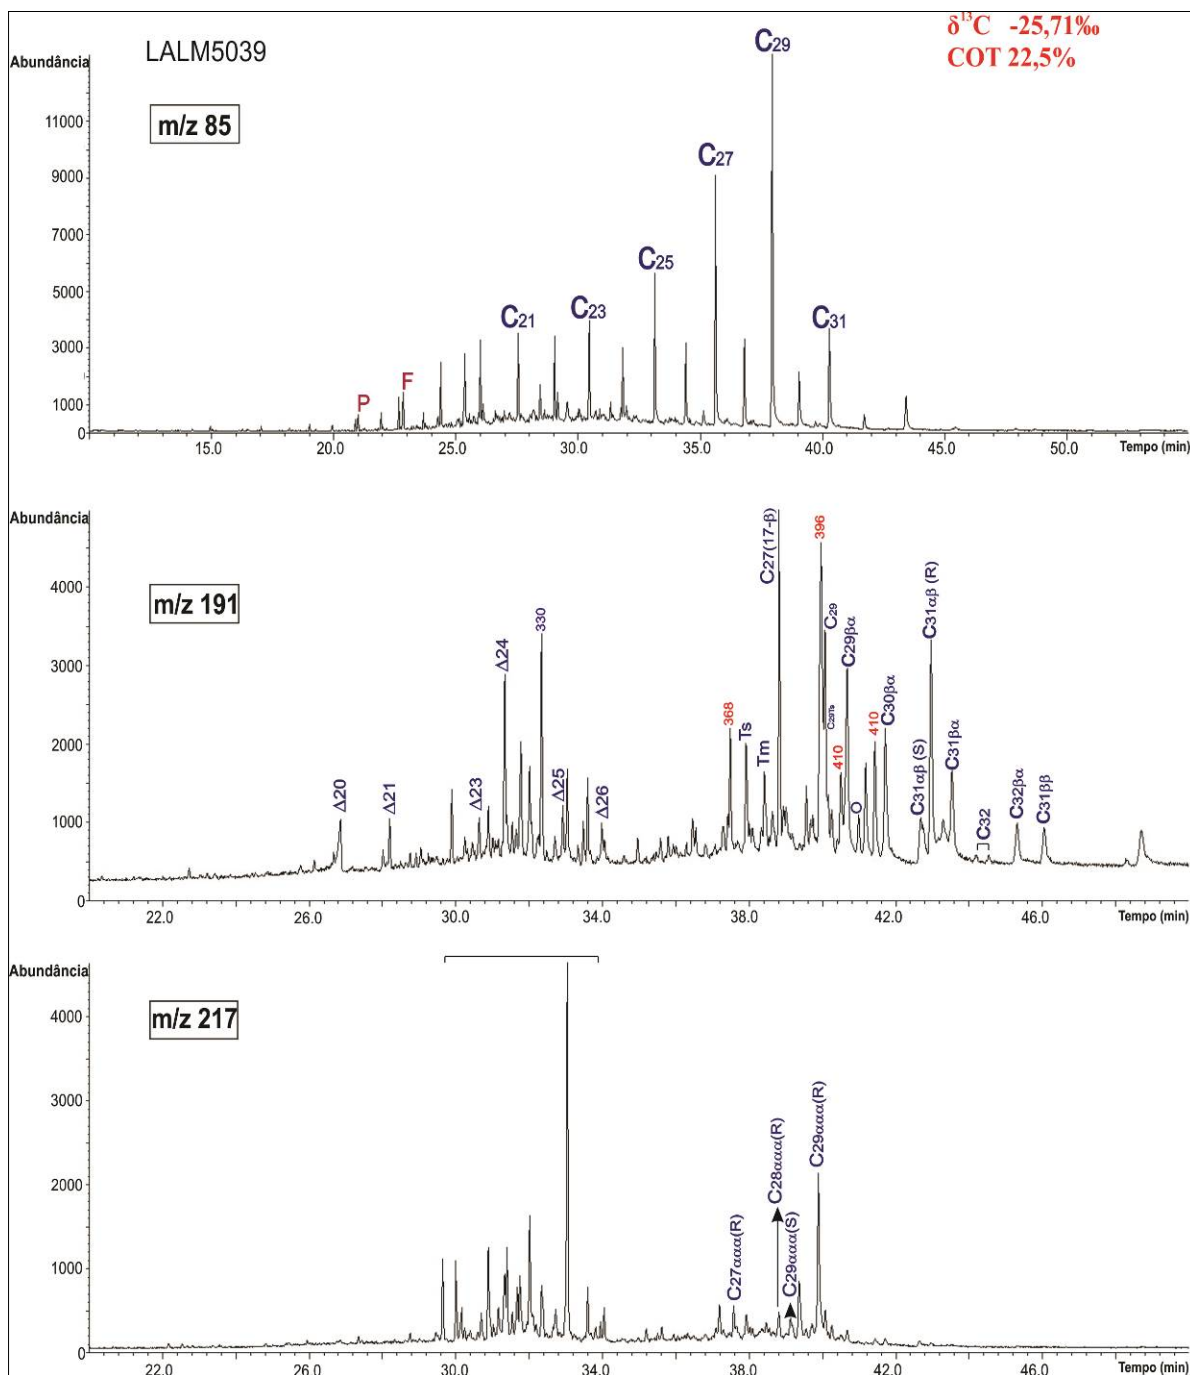 δ¹³C -25,71‰
COT 22,5%
LALM5039
Abundância
m/z 85
C29
C27
C25
C23
C21
C31
P
F
11000
9000
7000
5000
3000
1000
0
10.0 20.0 25.0 30.0 35.0 40.0 45.0 50.0 Tempo (min)
Abundância
m/z 191
Δ20
Δ21
Δ23
Δ24
330
Δ25
Δ26
368
Ts
Tm
C27(17-β)
396
C29
C29Ts
410
C29βα
O
410
C30βα
C31αβ (S)
C31αβ (R)
C31βα
C32
C32βα
C31ββ
4000
3000
2000
1000
0
22.0 26.0 30.0 34.0 38.0 42.0 46.0 Tempo (min)
Abundância
m/z 217
C27ααα(R)
C28ααα(R)
C29ααα(S)
C29ααα(R)
4000
3000
2000
1000
0
22.0 26.0 30.0 34.0 38.0 42.0 46.0 Tempo (min)